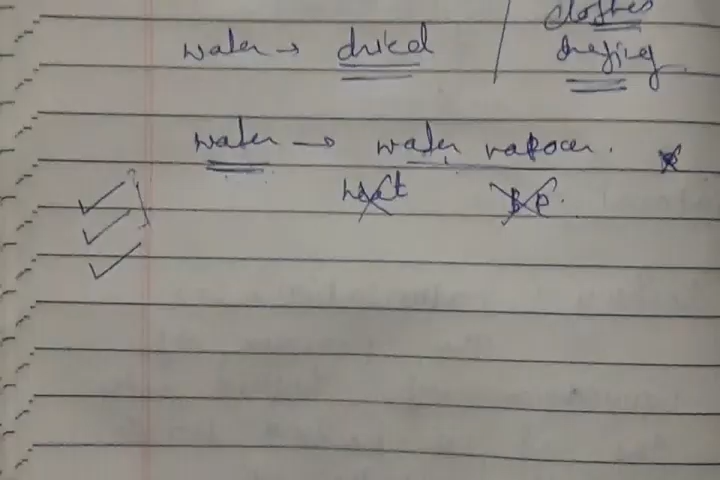 clothes
water → dried
drying
water → water vapour.
heat B.P.